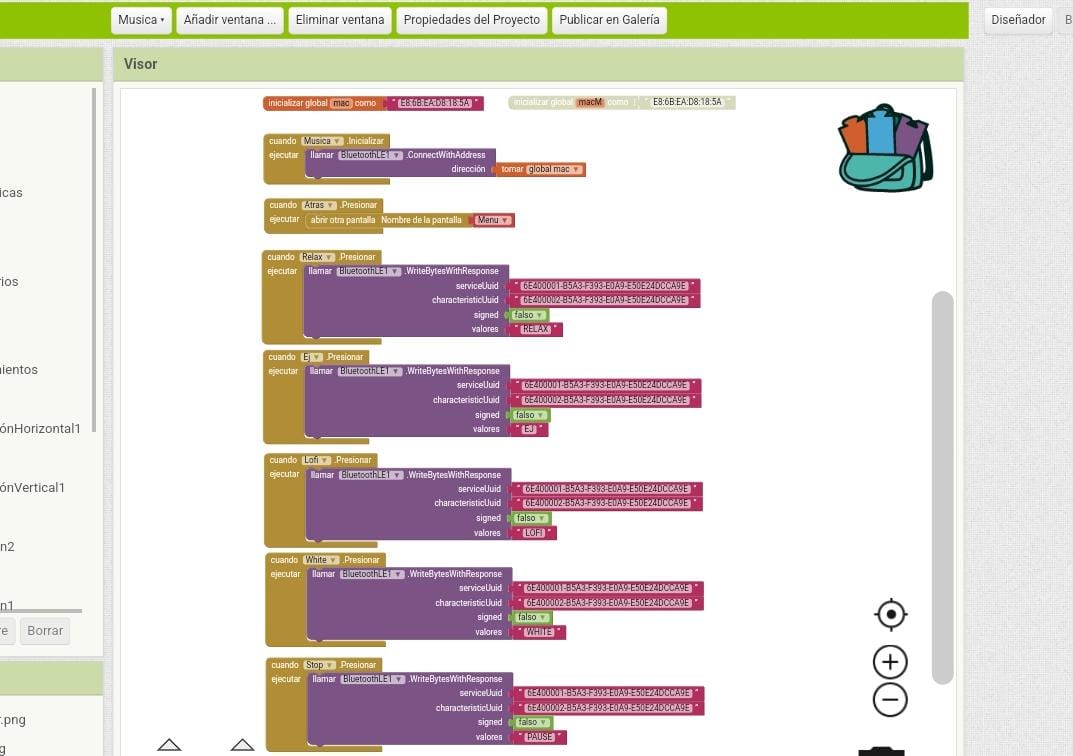 Musica Añadir ventana ... Eliminar ventana Propiedades del Proyecto Publicar en Galería Diseñador B
Visor
inicializar global mac como " E8:6B:EA:D8:18:5A "
inicializar global macM como " E8:6B:EA:D8:18:5A "
cuando Musica .Inicializar
ejecutar llamar BluetoothLE1 .ConnectWithAddress
dirección tomar global mac
cuando Atras .Presionar
ejecutar abrir otra pantalla Nombre de la pantalla Menu
cuando Relax .Presionar
ejecutar llamar BluetoothLE1 .WriteBytesWithResponse
serviceUuid " 6E400001-B5A3-F393-E0A9-E50E24DCCA9E "
characteristicUuid " 6E400002-B5A3-F393-E0A9-E50E24DCCA9E "
signed falso
valores " RELAX "
cuando Ej .Presionar
ejecutar llamar BluetoothLE1 .WriteBytesWithResponse
serviceUuid " 6E400001-B5A3-F393-E0A9-E50E24DCCA9E "
characteristicUuid " 6E400002-B5A3-F393-E0A9-E50E24DCCA9E "
signed falso
valores " EJ "
cuando Lofi .Presionar
ejecutar llamar BluetoothLE1 .WriteBytesWithResponse
serviceUuid " 6E400001-B5A3-F393-E0A9-E50E24DCCA9E "
characteristicUuid " 6E400002-B5A3-F393-E0A9-E50E24DCCA9E "
signed falso
valores " LOFI "
cuando White .Presionar
ejecutar llamar BluetoothLE1 .WriteBytesWithResponse
serviceUuid " 6E400001-B5A3-F393-E0A9-E50E24DCCA9E "
characteristicUuid " 6E400002-B5A3-F393-E0A9-E50E24DCCA9E "
signed falso
valores " WHITE "
cuando Stop .Presionar
ejecutar llamar BluetoothLE1 .WriteBytesWithResponse
serviceUuid " 6E400001-B5A3-F393-E0A9-E50E24DCCA9E "
characteristicUuid " 6E400002-B5A3-F393-E0A9-E50E24DCCA9E "
signed falso
valores " PAUSE "
icas
rios
nientos
ónHorizontal1
ónVertical1
n2
n1
re Borrar
r.png
g